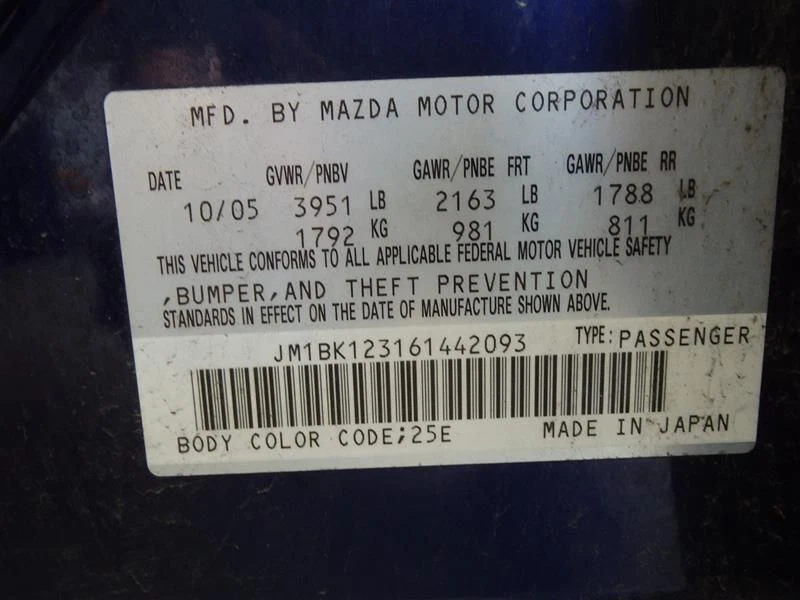 MFD. BY MAZDA MOTOR CORPORATION
DATE GVWR/PNBV GAWR/PNBE FRT GAWR/PNBE RR
10/05 3951 LB 2163 LB 1788 LB
1792 KG 981 KG 811 KG
THIS VEHICLE CONFORMS TO ALL APPLICABLE FEDERAL MOTOR VEHICLE SAFETY
,BUMPER,AND THEFT PREVENTION
STANDARDS IN EFFECT ON THE DATE OF MANUFACTURE SHOWN ABOVE.
JM1BK123161442093 TYPE:PASSENGER
BODY COLOR CODE;25E MADE IN JAPAN